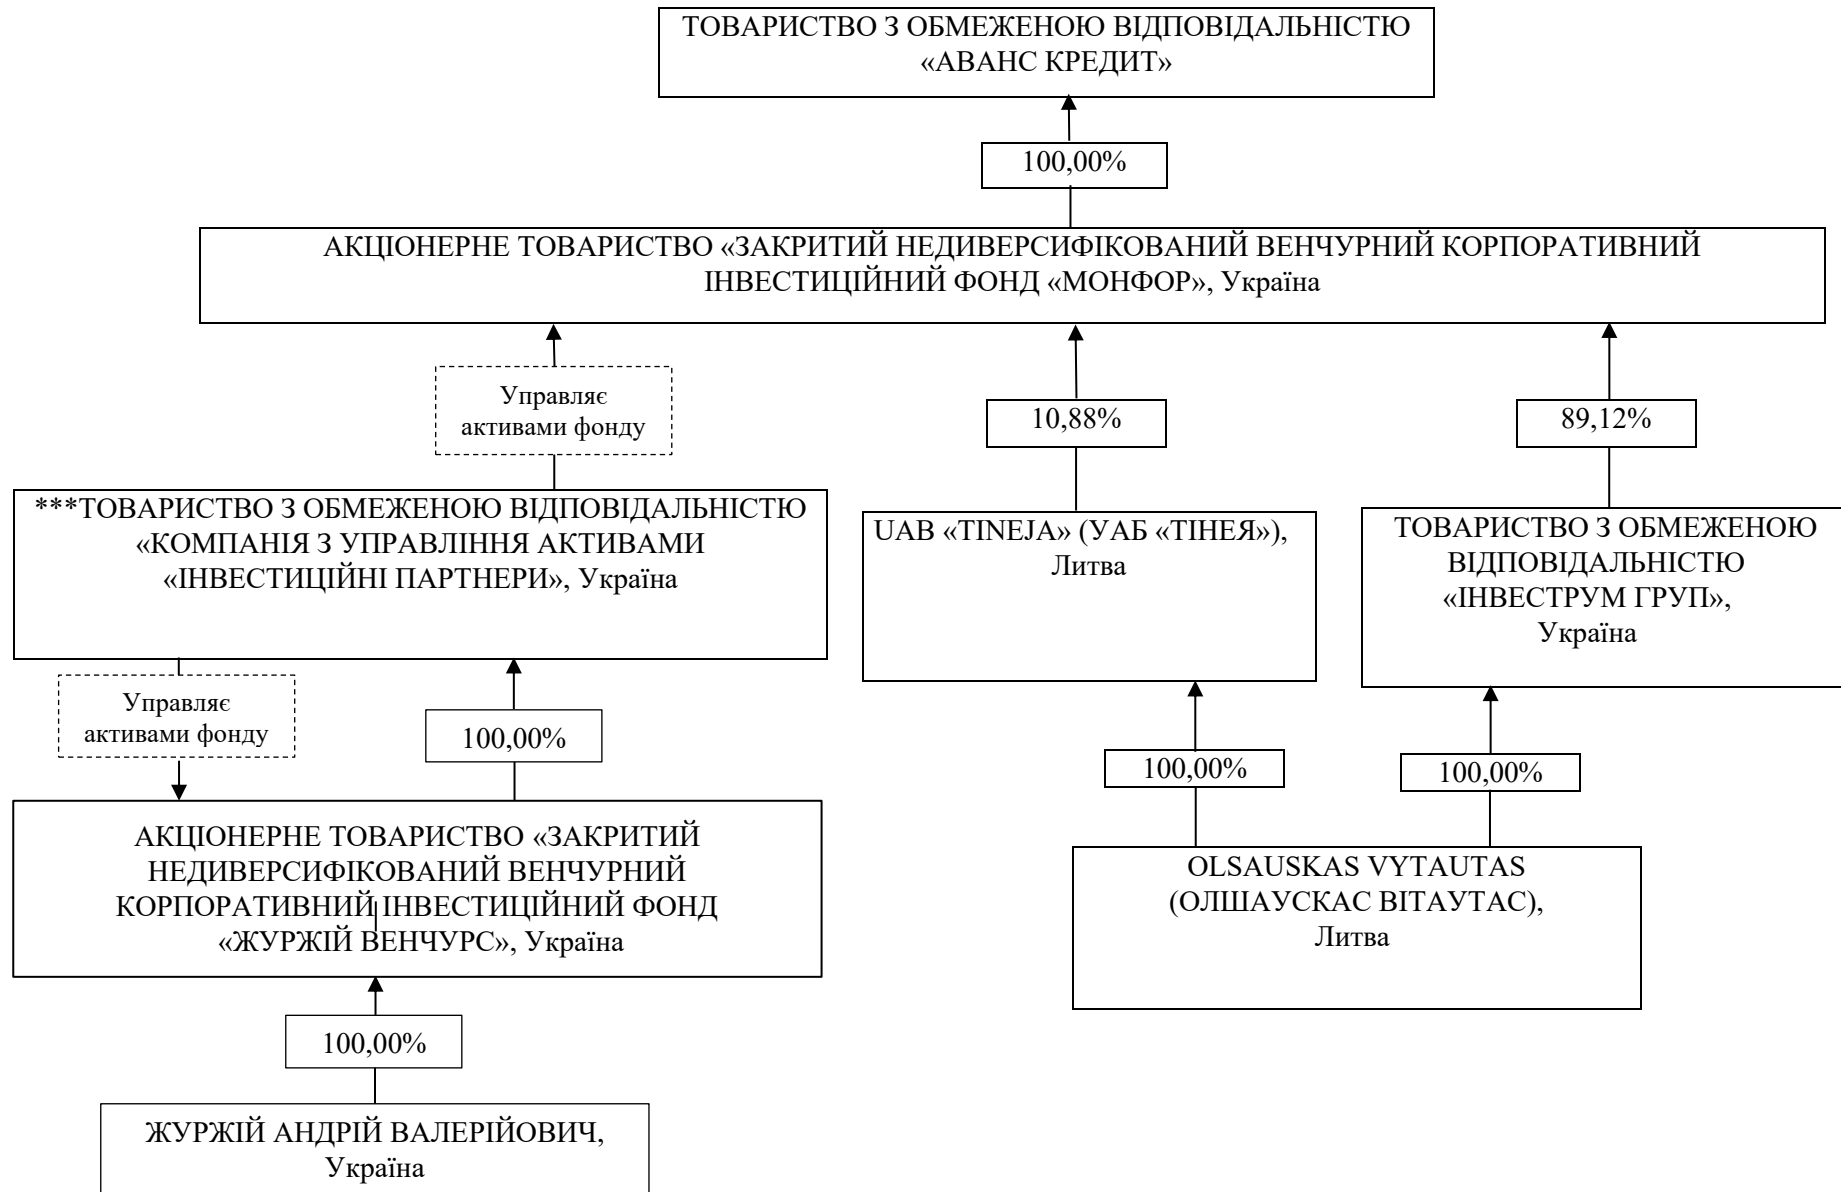 ТОВАРИСТВО З ОБМЕЖЕНОЮ ВІДПОВІДАЛЬНІСТЮ
«АВАНС КРЕДИТ»
100,00%
АКЦІОНЕРНЕ ТОВАРИСТВО «ЗАКРИТИЙ НЕДИВЕРСИФІКОВАНИЙ ВЕНЧУРНИЙ КОРПОРАТИВНИЙ
ІНВЕСТИЦІЙНИЙ ФОНД «МОНФОР», Україна
Управляє
активами фонду
10,88%
89,12%
***ТОВАРИСТВО З ОБМЕЖЕНОЮ ВІДПОВІДАЛЬНІСТЮ
«КОМПАНІЯ З УПРАВЛІННЯ АКТИВАМИ
«ІНВЕСТИЦІЙНІ ПАРТНЕРИ», Україна
UAB «TINEJA» (УАБ «ТІНЕЯ»),
Литва
ТОВАРИСТВО З ОБМЕЖЕНОЮ
ВІДПОВІДАЛЬНІСТЮ
«ІНВЕСТРУМ ГРУП»,
Україна
Управляє
активами фонду
100,00%
100,00%
100,00%
АКЦІОНЕРНЕ ТОВАРИСТВО «ЗАКРИТИЙ
НЕДИВЕРСИФІКОВАНИЙ ВЕНЧУРНИЙ
КОРПОРАТИВНИЙ ІНВЕСТИЦІЙНИЙ ФОНД
«ЖУРЖІЙ ВЕНЧУРС», Україна
OLSAUSKAS VYTAUTAS
(ОЛШАУСКАС ВІТАУТАС),
Литва
100,00%
ЖУРЖІЙ АНДРІЙ ВАЛЕРІЙОВИЧ,
Україна